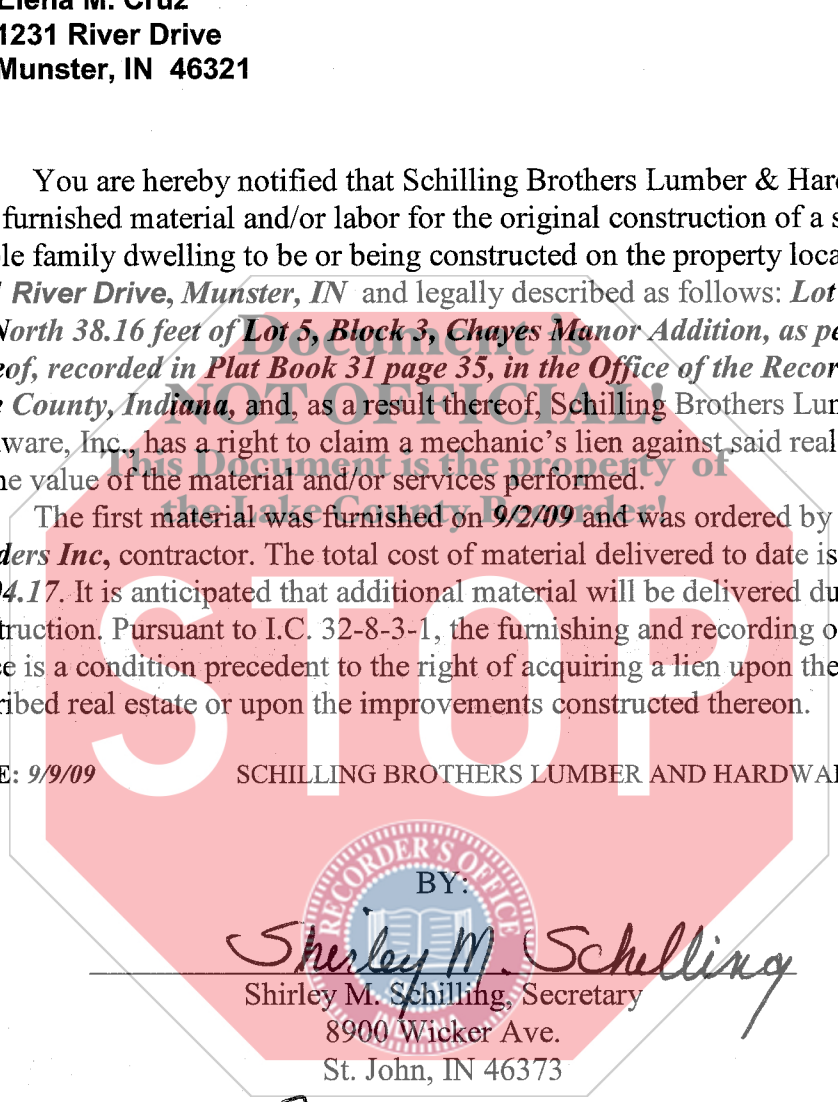 Elena M. Cruz
1231 River Drive
Munster, IN 46321
You are hereby notified that Schilling Brothers Lumber & Hard
furnished material and/or labor for the original construction of a s
le family dwelling to be or being constructed on the property loca
River Drive, Munster, IN and legally described as follows: Lot
North 38.16 feet of Lot 5, Block 3, Chayes Manor Addition, as pe
eof, recorded in Plat Book 31 page 35, in the Office of the Recor
e County, Indiana, and, as a result thereof, Schilling Brothers Lum
ware, Inc., has a right to claim a mechanic's lien against said real
he value of the material and/or services performed.
The first material was furnished on 9/2/09 and was ordered by
ders Inc, contractor. The total cost of material delivered to date is
04.17. It is anticipated that additional material will be delivered du
truction. Pursuant to I.C. 32-8-3-1, the furnishing and recording o
ce is a condition precedent to the right of acquiring a lien upon the
ribed real estate or upon the improvements constructed thereon.
E: 9/9/09 SCHILLING BROTHERS LUMBER AND HARDWAR
BY:
Shirley M. Schilling
Shirley M. Schilling, Secretary
8900 Wicker Ave.
St. John, IN 46373
Document is
NOT OFFICIAL!
This Document is the property of
the Lake County Recorder!
STOP
RECORDER'S OFFICE
INDIANA